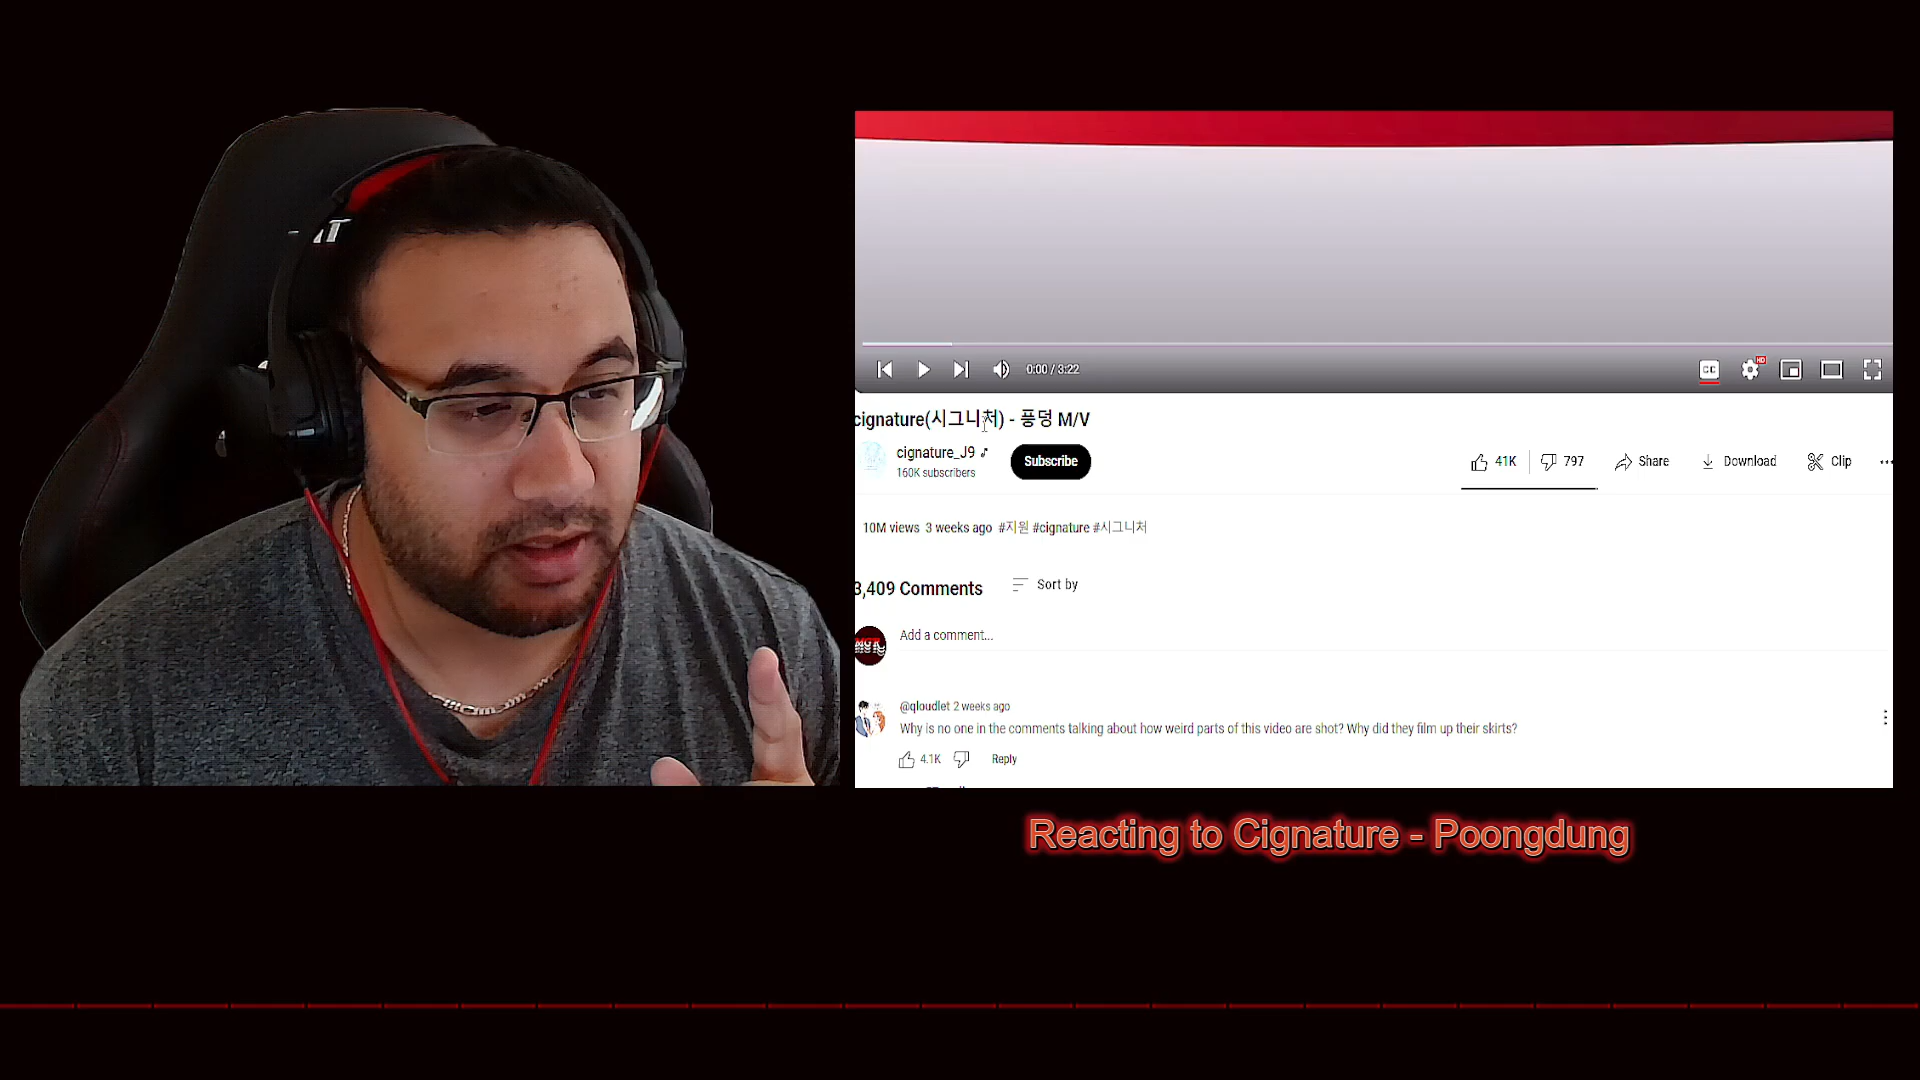 0:00 / 3:22
CC
HD
cignature(시그니처) - 풍덩 M/V
cignature_J9
160K subscribers
Subscribe
41K
797
Share
Download
Clip
10M views 3 weeks ago #지원 #cignature #시그니처
3,409 Comments
Sort by
Add a comment...
@qloudlet 2 weeks ago
Why is no one in the comments talking about how weird parts of this video are shot? Why did they film up their skirts?
4.1K
Reply
Reacting to Cignature - Poongdung